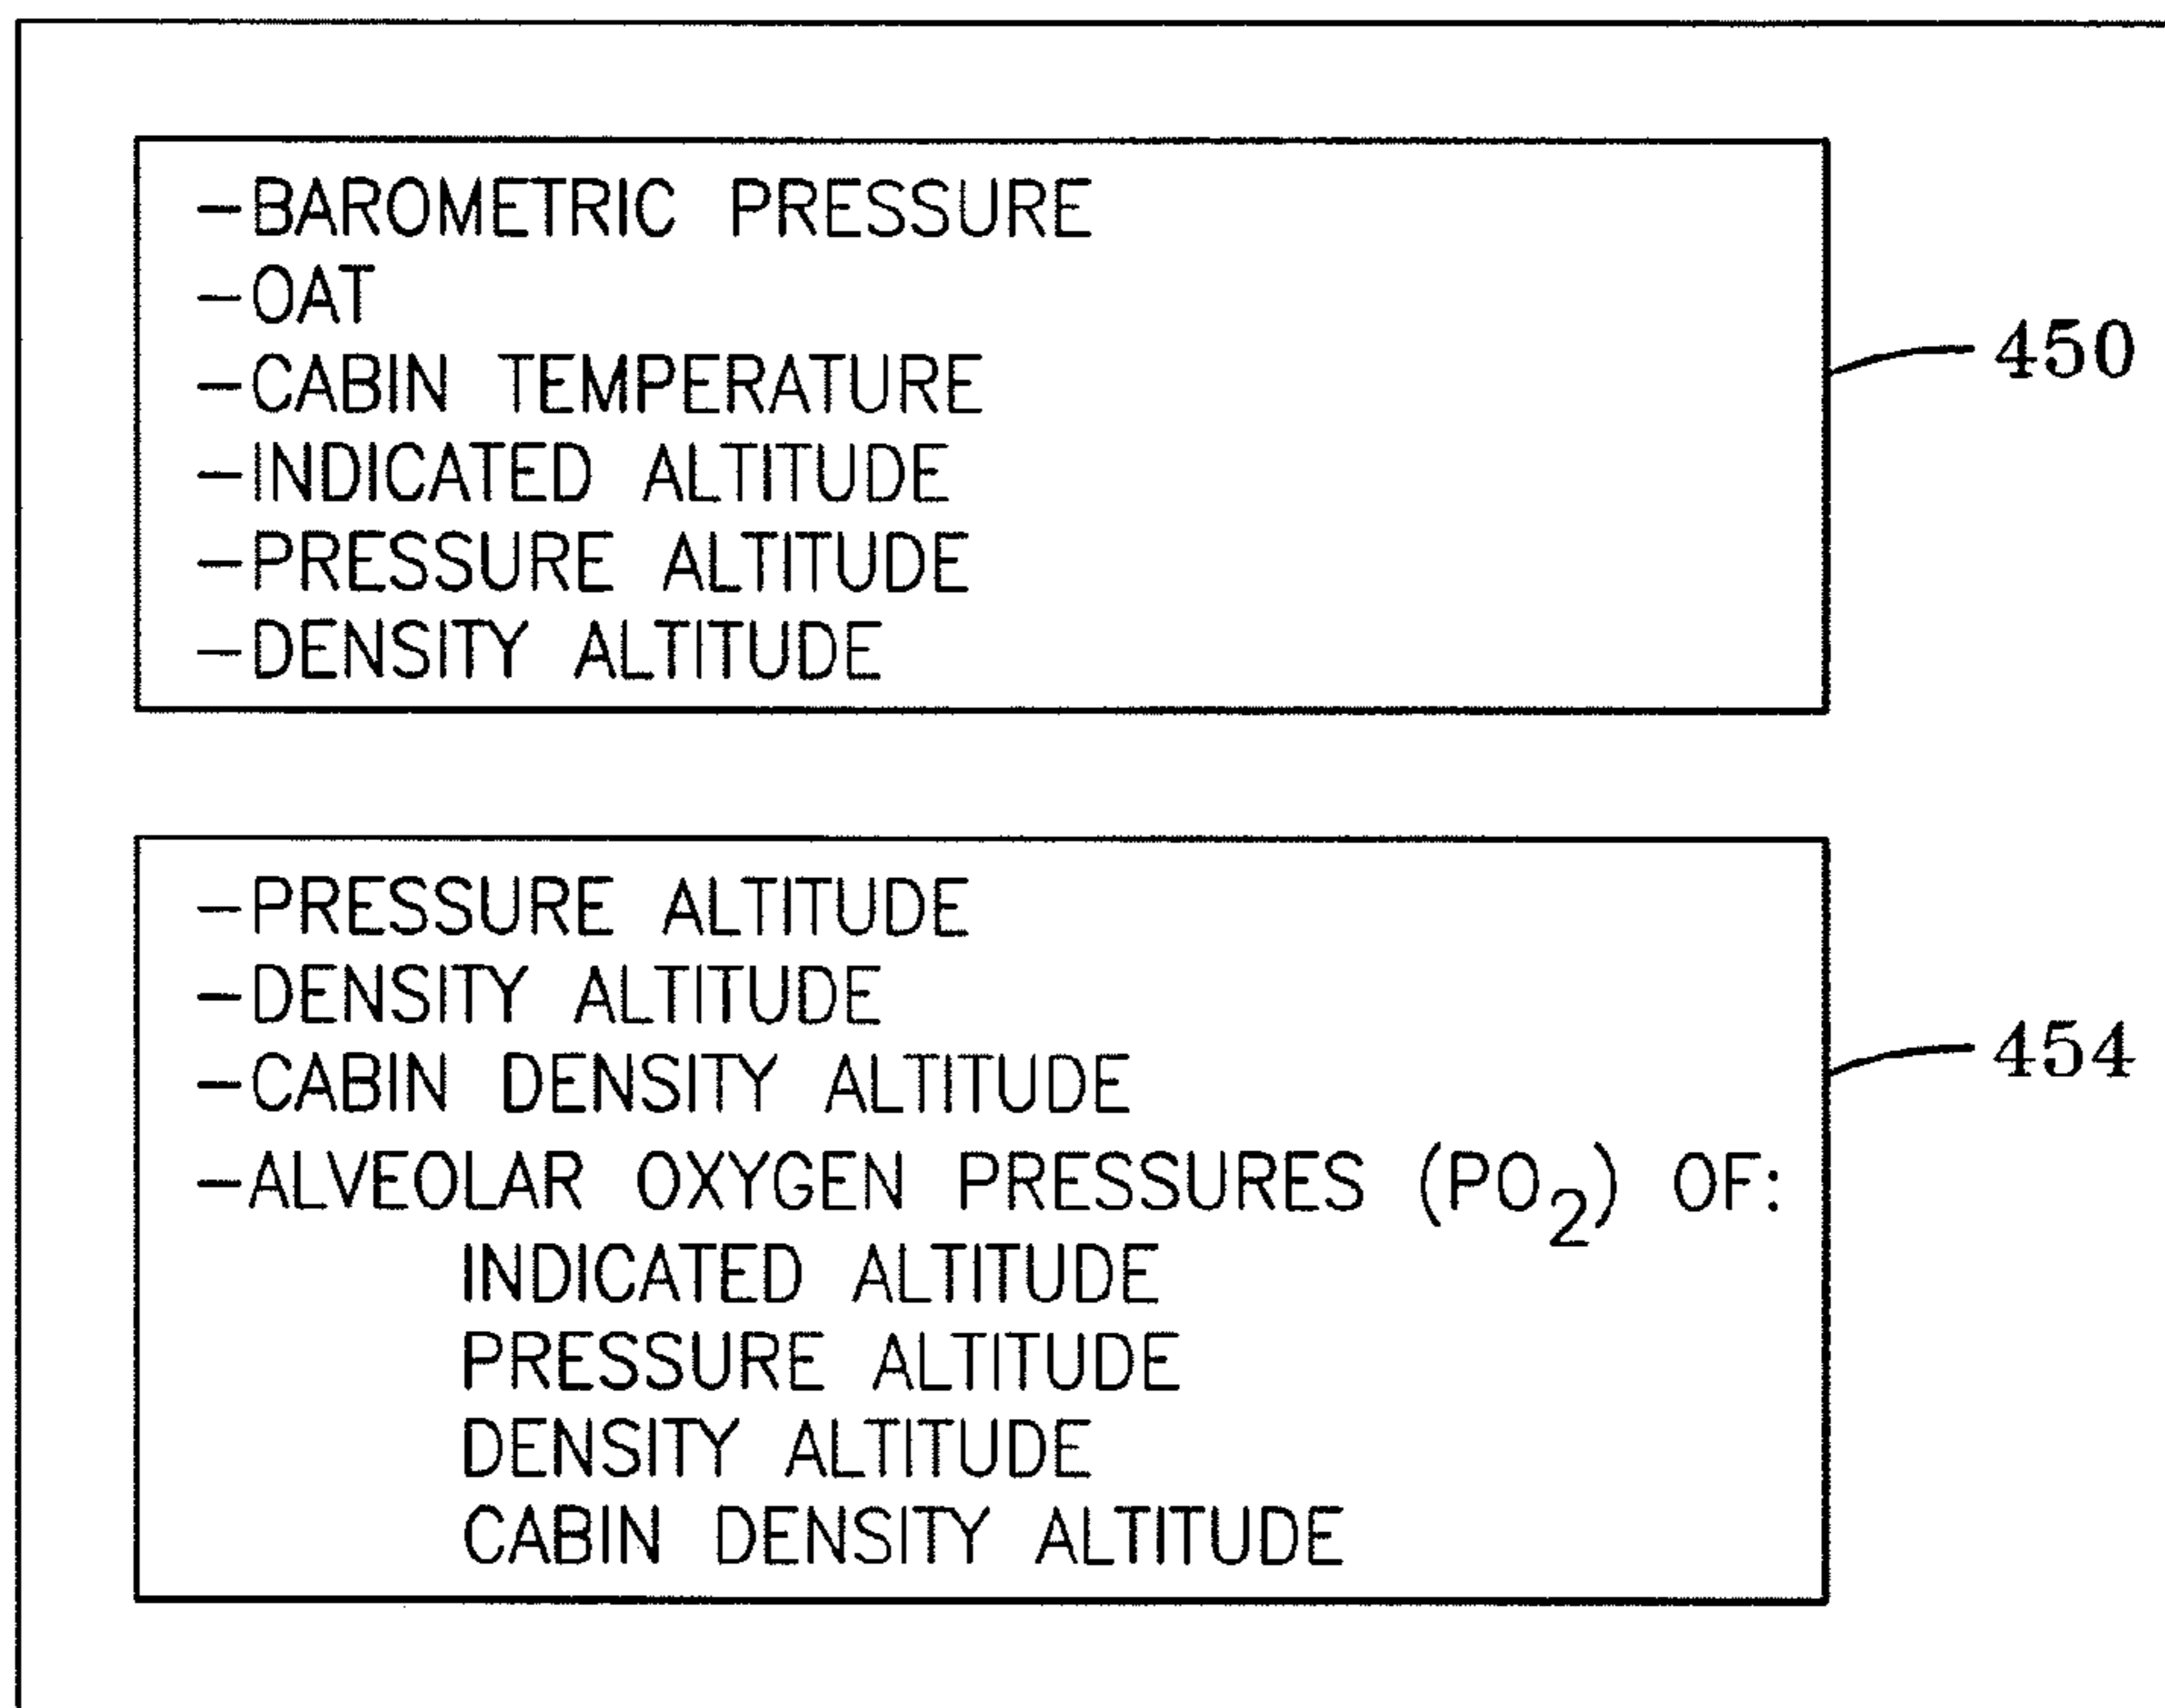 -BAROMETRIC PRESSURE
-OAT
-CABIN TEMPERATURE
-INDICATED ALTITUDE
-PRESSURE ALTITUDE
-DENSITY ALTITUDE
450
-PRESSURE ALTITUDE
-DENSITY ALTITUDE
-CABIN DENSITY ALTITUDE
-ALVEOLAR OXYGEN PRESSURES (PO₂) OF:
INDICATED ALTITUDE
PRESSURE ALTITUDE
DENSITY ALTITUDE
CABIN DENSITY ALTITUDE
454